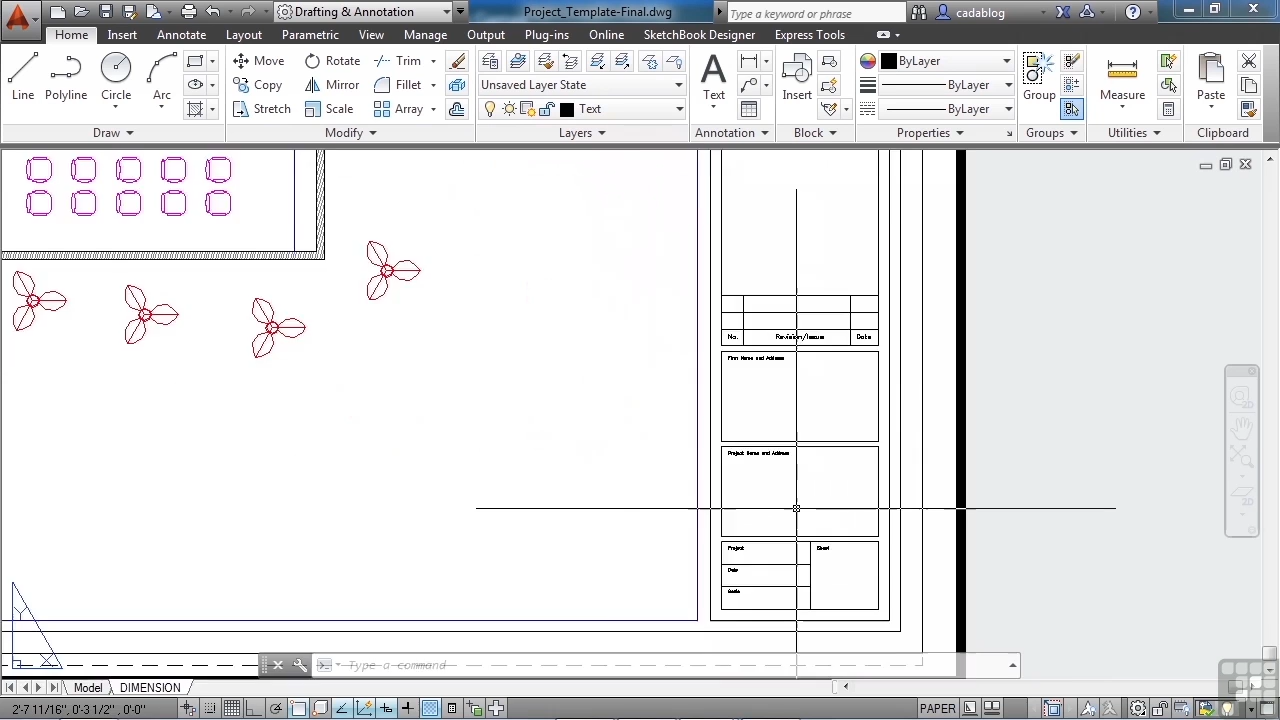 Drafting & Annotation
Project_Template-Final.dwg
Type a keyword or phrase
cadablog
Home Insert Annotate Layout Parametric View Manage Output Plug-ins Online SketchBook Designer Express Tools
Line Polyline Circle Arc
Move Rotate Trim
Copy Mirror Fillet
Stretch Scale Array
Unsaved Layer State
Text
Text
Insert
ByLayer
ByLayer
ByLayer
Group
Measure
Paste
Draw Modify Layers Annotation Block Properties Groups Utilities Clipboard
No. Revision/Issue Date
Firm Name and Address
Project Name and Address
Project Sheet
Date
Scale
Type a command
Model DIMENSION
2'-7 11/16", 0'-3 1/2", 0'-0"
PAPER
2D
2D